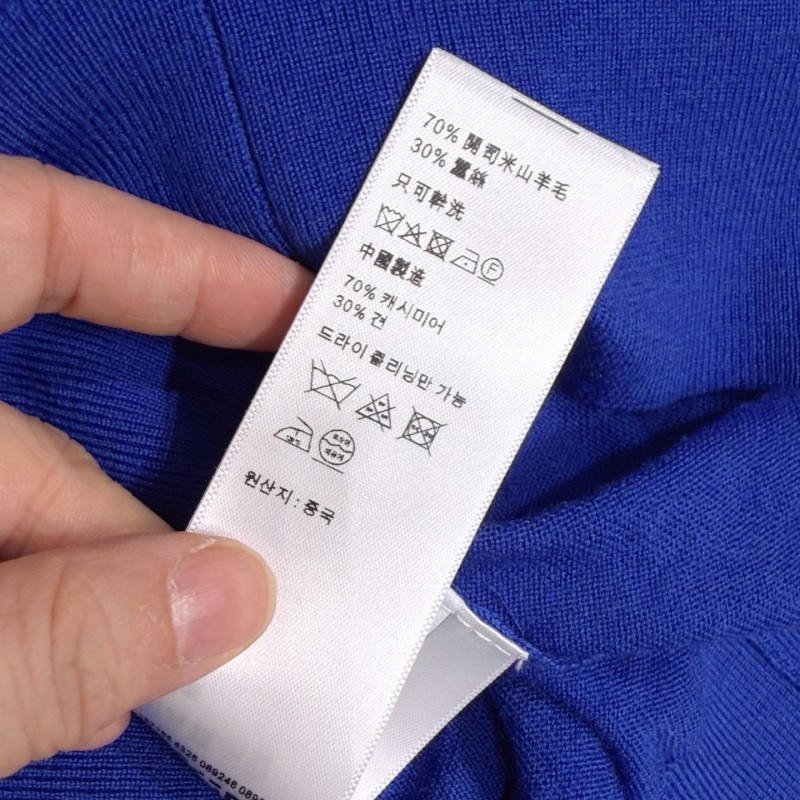 70% 開司米山羊毛
30% 蠶絲
只可幹洗
F
中國製造
70% 캐시미어
30% 견
드라이 클리닝만 가능
원산지 : 중국